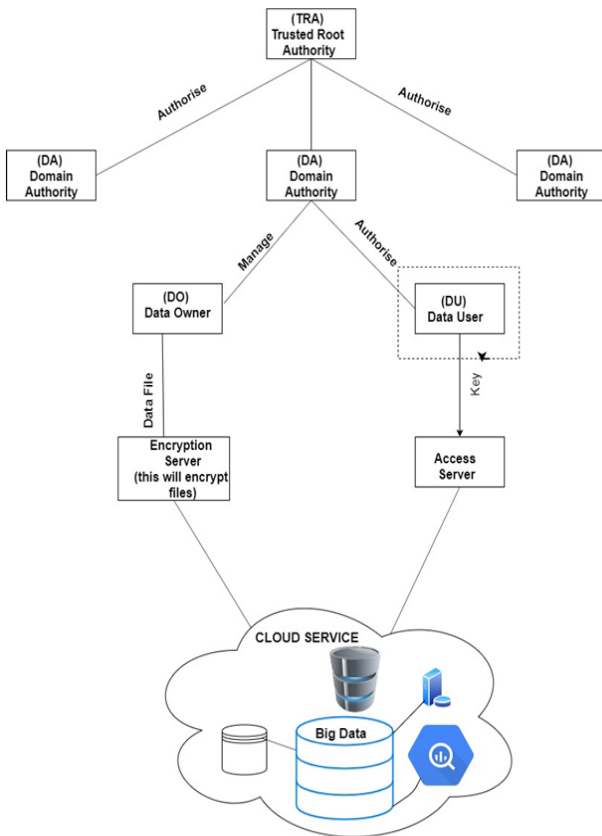 (TRA)
Trusted Root
Authority
Authorise
Authorise
(DA)
Domain
Authority
(DA)
Domain
Authority
(DA)
Domain
Authority
Manage
Authorise
(DO)
Data Owner
(DU)
Data User
Data File
Key
Encryption
Server
(this will encrypt
files)
Access
Server
CLOUD SERVICE
Big Data